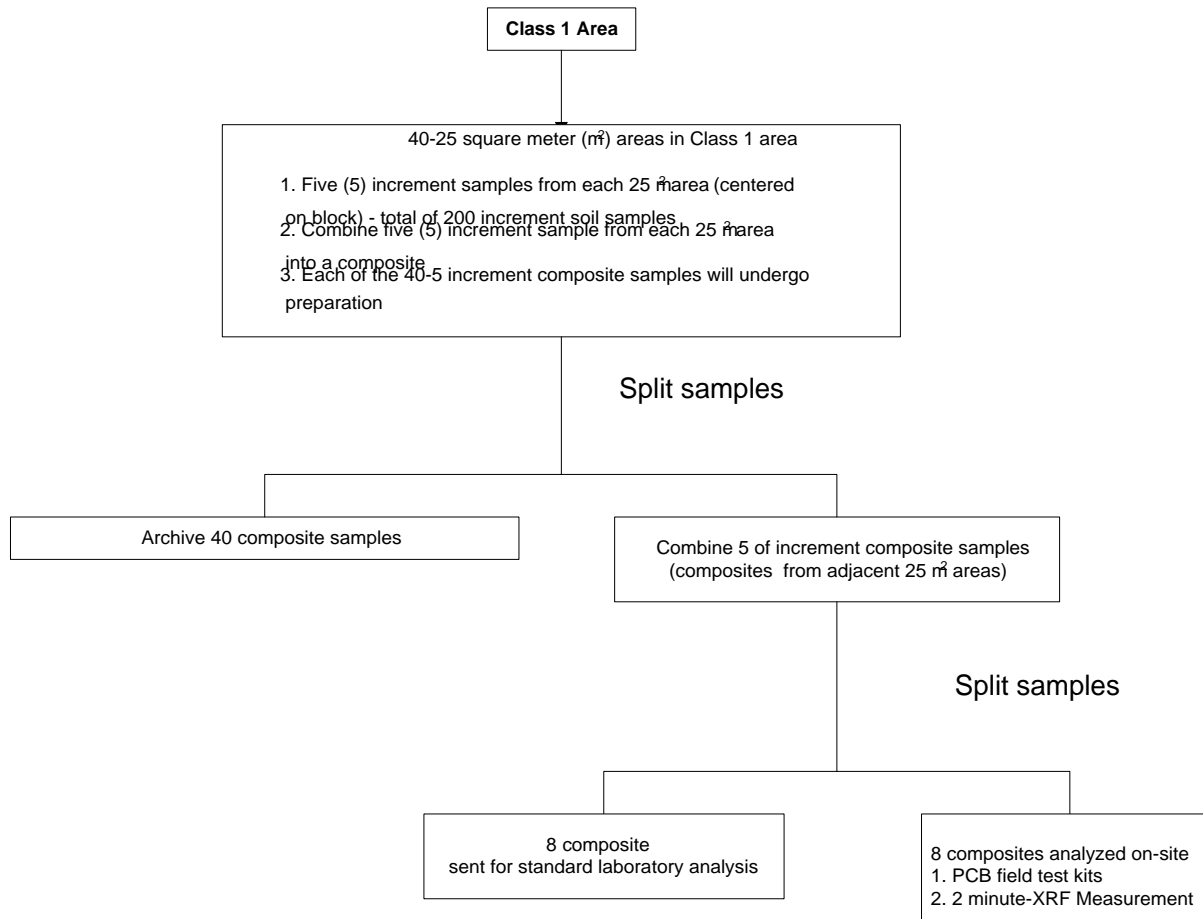 Class 1 Area
40-25 square meter (m²) areas in Class 1 area
1. Five (5) increment samples from each 25 m² area (centered
on block) - total of 200 increment soil samples
2. Combine five (5) increment sample from each 25 m² area
into a composite
3. Each of the 40-5 increment composite samples will undergo
preparation
Split samples
Archive 40 composite samples
Combine 5 of increment composite samples
(composites from adjacent 25 m² areas)
Split samples
8 composite
sent for standard laboratory analysis
8 composites analyzed on-site
1. PCB field test kits
2. 2 minute-XRF Measurement